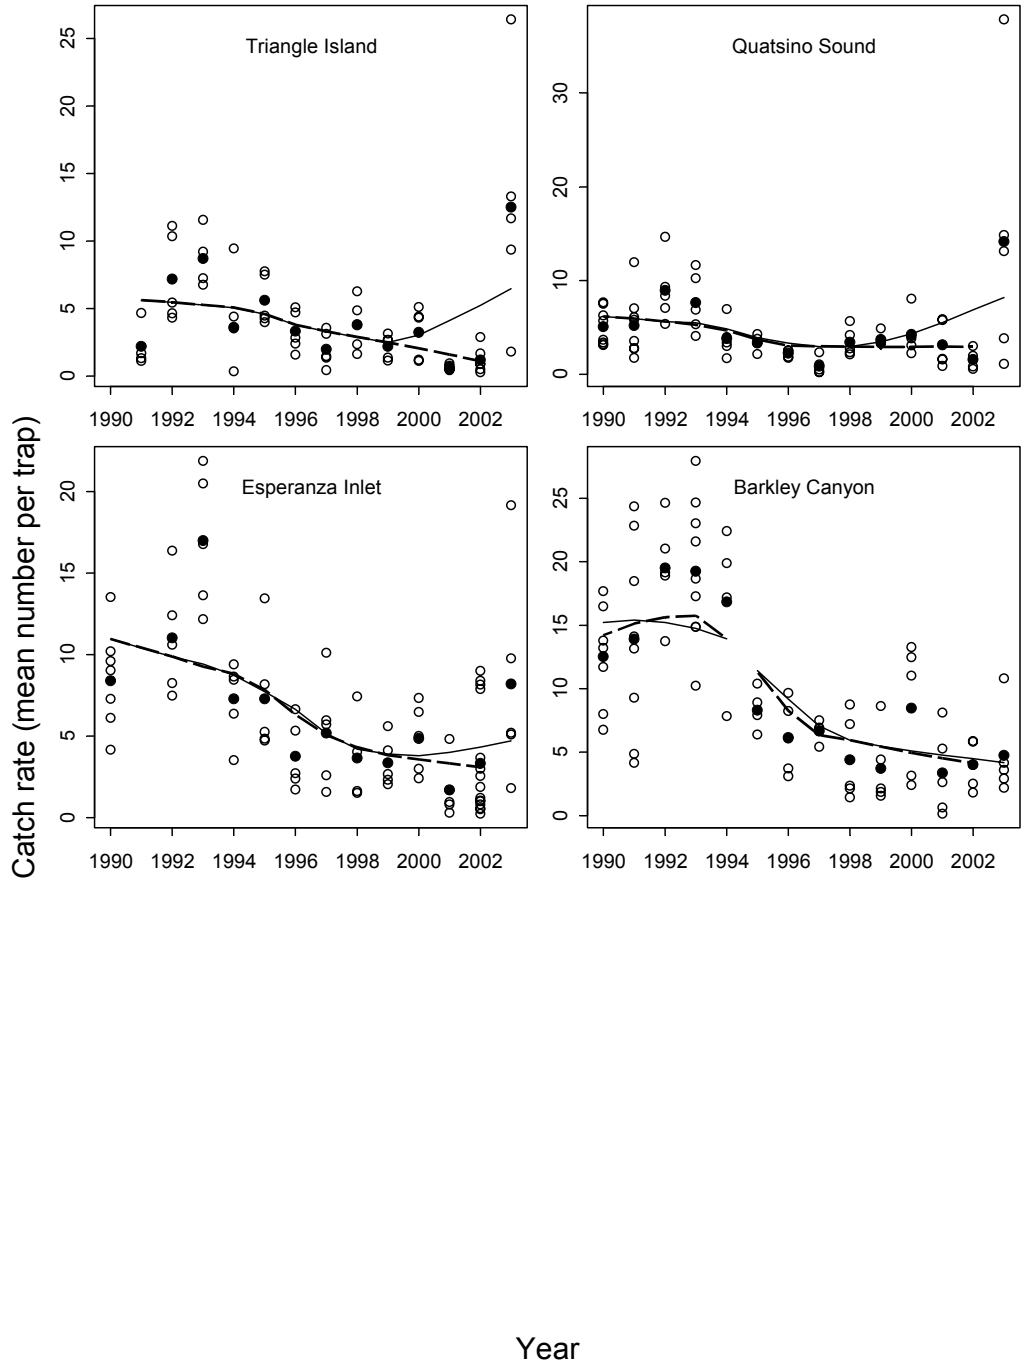 Triangle Island
Quatsino Sound
25
20
15
10
5
0
30
20
10
0
1990 1992 1994 1996 1998 2000 2002
1990 1992 1994 1996 1998 2000 2002
Esperanza Inlet
Barkley Canyon
20
15
10
5
0
25
20
15
10
5
0
1990 1992 1994 1996 1998 2000 2002
1990 1992 1994 1996 1998 2000 2002
Catch rate (mean number per trap)
Year